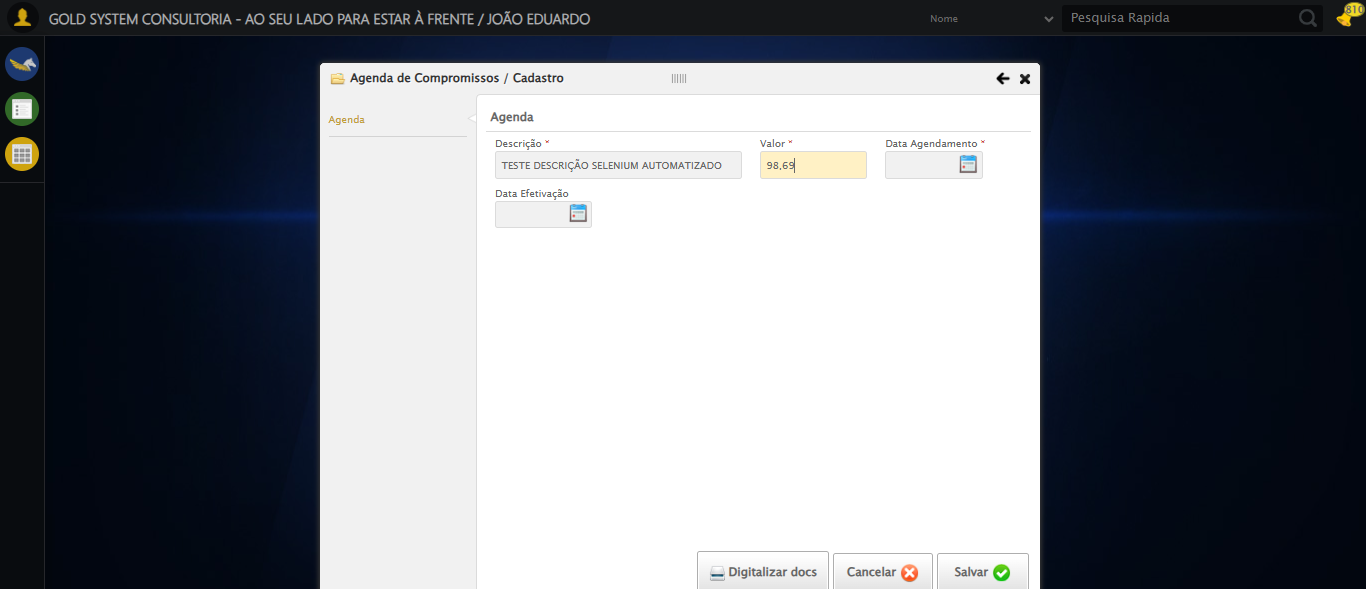 GOLD SYSTEM CONSULTORIA - AO SEU LADO PARA ESTAR À FRENTE / JOÃO EDUARDO
Nome
Pesquisa Rapida
810
Agenda de Compromissos / Cadastro
Agenda
Agenda
Descrição * Valor * Data Agendamento *
TESTE DESCRIÇÃO SELENIUM AUTOMATIZADO 98,69
Data Efetivação
Digitalizar docs Cancelar Salvar